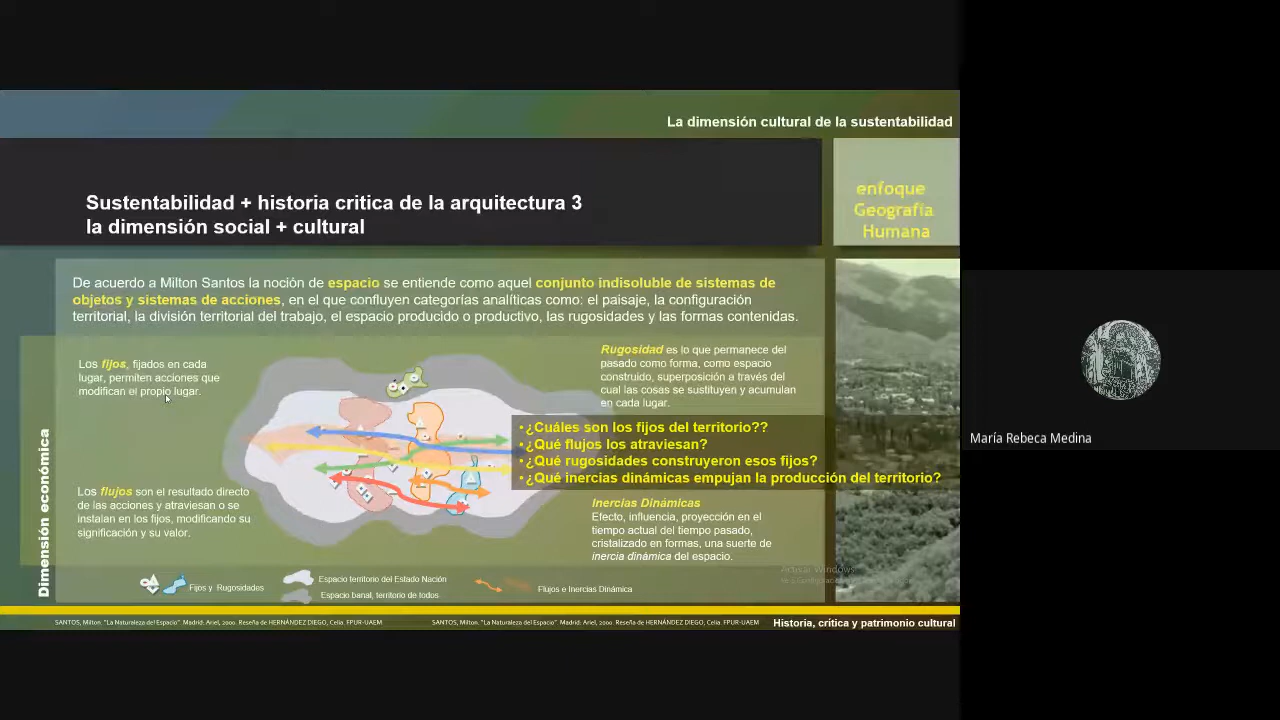 La dimensión cultural de la sustentabilidad
Sustentabilidad + historia critica de la arquitectura 3
la dimensión social + cultural
enfoque
Geografía
Humana
De acuerdo a Milton Santos la noción de espacio se entiende como aquel conjunto indisoluble de sistemas de
objetos y sistemas de acciones, en el que confluyen categorías analíticas como: el paisaje, la configuración
territorial, la división territorial del trabajo, el espacio producido o productivo, las rugosidades y las formas contenidas.
Los fijos, fijados en cada
lugar, permiten acciones que
modifican el propio lugar.
Rugosidad es lo que permanece del
pasado como forma, como espacio
construido, superposición a través del
cual las cosas se sustituyen y acumulan
en cada lugar.
• ¿Cuáles son los fijos del territorio??
• ¿Qué flujos los atraviesan?
• ¿Qué rugosidades construyeron esos fijos?
• ¿Qué inercias dinámicas empujan la producción del territorio?
Dimensión económica
Los flujos son el resultado directo
de las acciones y atraviesan o se
instalan en los fijos, modificando su
significación y su valor.
Inercias Dinámicas
Efecto, influencia, proyección en el
tiempo actual del tiempo pasado,
cristalizado en formas, una suerte de
inercia dinámica del espacio.
Activar Windows
Fijos y Rugosidades
Espacio territorio del Estado Nación
Espacio banal, territorio de todos
Flujos e Inercias Dinámica
SANTOS, Milton. "La Naturaleza del Espacio". Madrid: Ariel, 2000. Reseña de HERNÁNDEZ DIEGO, Celia. FPUR-UAEM
SANTOS, Milton. "La Naturaleza del Espacio". Madrid: Ariel, 2000. Reseña de HERNÁNDEZ DIEGO, Celia. FPUR-UAEM
Historia, crítica y patrimonio cultural
María Rebeca Medina